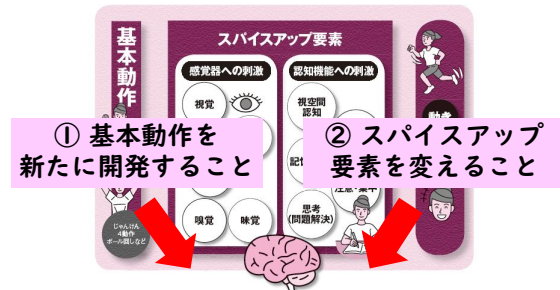 基本動作
スパイスアップ要素
感覚器への刺激
認知機能への刺激
視覚
視空間
認知
① 基本動作を
新たに開発すること
② スパイスアップ
要素を変えること
注意・集中
嗅覚
味覚
思考
(問題解決)
じゃんけん
4動作
ボール回しなど